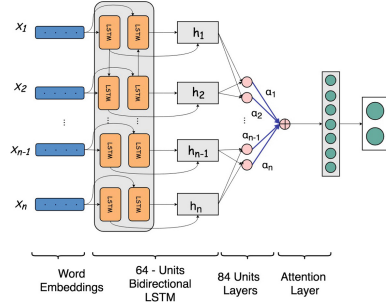 X1 LSTM LSTM h1
α1
X2 LSTM LSTM h2
α2
αn-1
Xn-1 LSTM LSTM hn-1
αn
Xn LSTM LSTM hn
Word Embeddings
64 - Units Bidirectional LSTM
84 Units Layers
Attention Layer